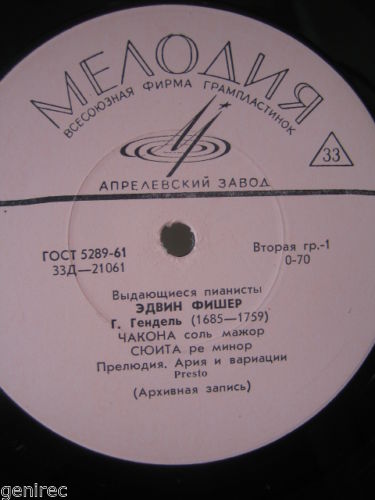 МЕЛОДИЯ
ВСЕСОЮЗНАЯ ФИРМА ГРАМПЛАСТИНОК
33
АПРЕЛЕВСКИЙ ЗАВОД
ГОСТ 5289-61
33Д—21061
Вторая гр.-1
0-70
Выдающиеся пианисты
ЭДВИН ФИШЕР
Г. Гендель (1685—1759)
ЧАКОНА соль мажор
СЮИТА ре минор
Прелюдия. Ария и вариации
Presto
(Архивная запись)
genirec
genirec